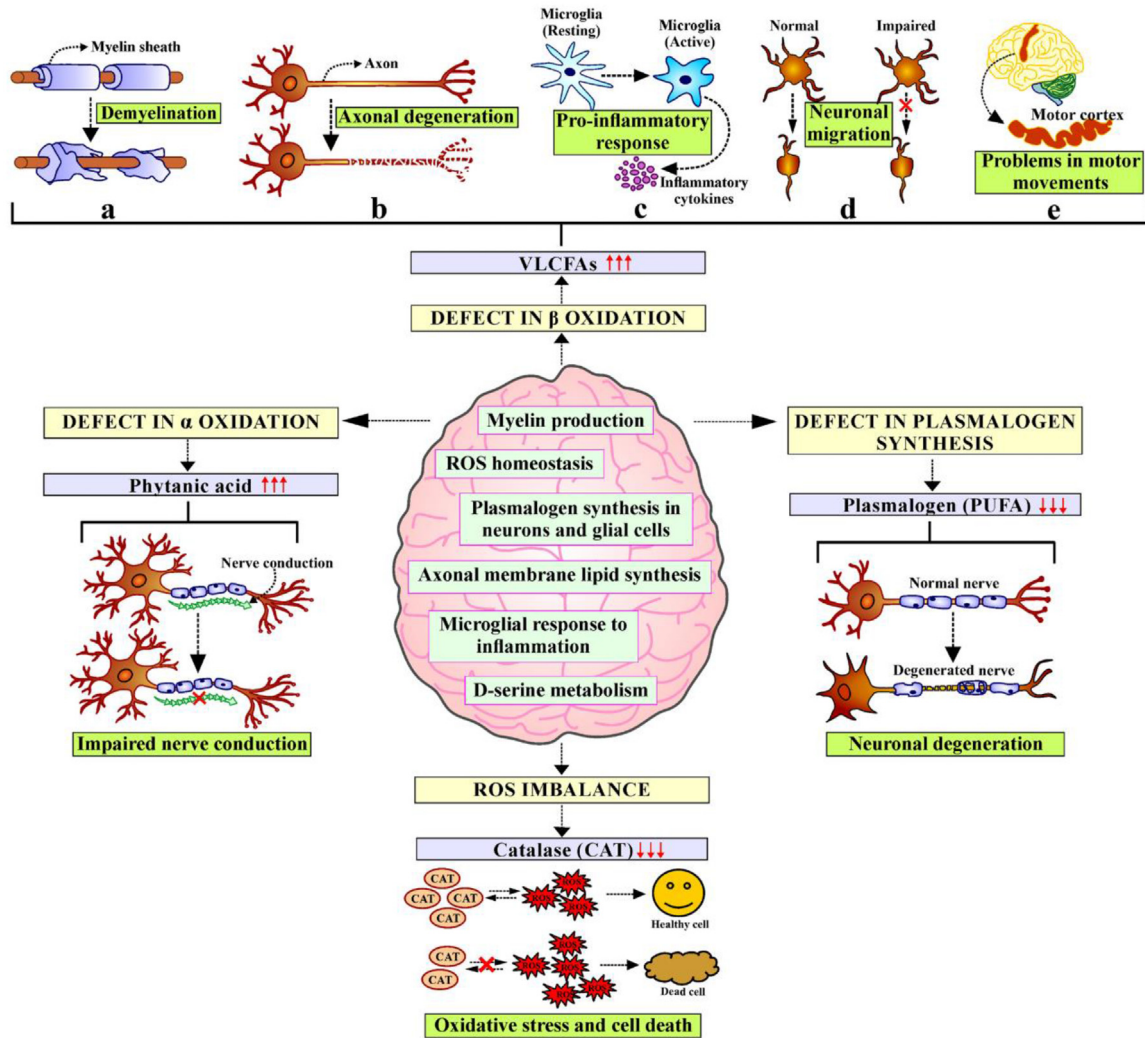 Myelin sheath
Demyelination
Axon
Axonal degeneration
Microglia
(Resting)
Microglia
(Active)
Pro-inflammatory
response
Inflammatory
cytokines
Normal
Impaired
Neuronal
migration
Motor cortex
Problems in motor
movements
a
b
c
d
e
VLCFAs ↑↑↑
DEFECT IN β OXIDATION
DEFECT IN α OXIDATION
Phytanic acid ↑↑↑
Nerve conduction
Impaired nerve conduction
Myelin production
ROS homeostasis
Plasmalogen synthesis in
neurons and glial cells
Axonal membrane lipid synthesis
Microglial response to
inflammation
D-serine metabolism
DEFECT IN PLASMALOGEN
SYNTHESIS
Plasmalogen (PUFA) ↓↓↓
Normal nerve
Degenerated nerve
Neuronal degeneration
ROS IMBALANCE
Catalase (CAT) ↓↓↓
CAT
CAT
CAT
CAT
ROS
ROS
ROS
Healthy cell
CAT
CAT
ROS
ROS
ROS
ROS
ROS
Dead cell
Oxidative stress and cell death